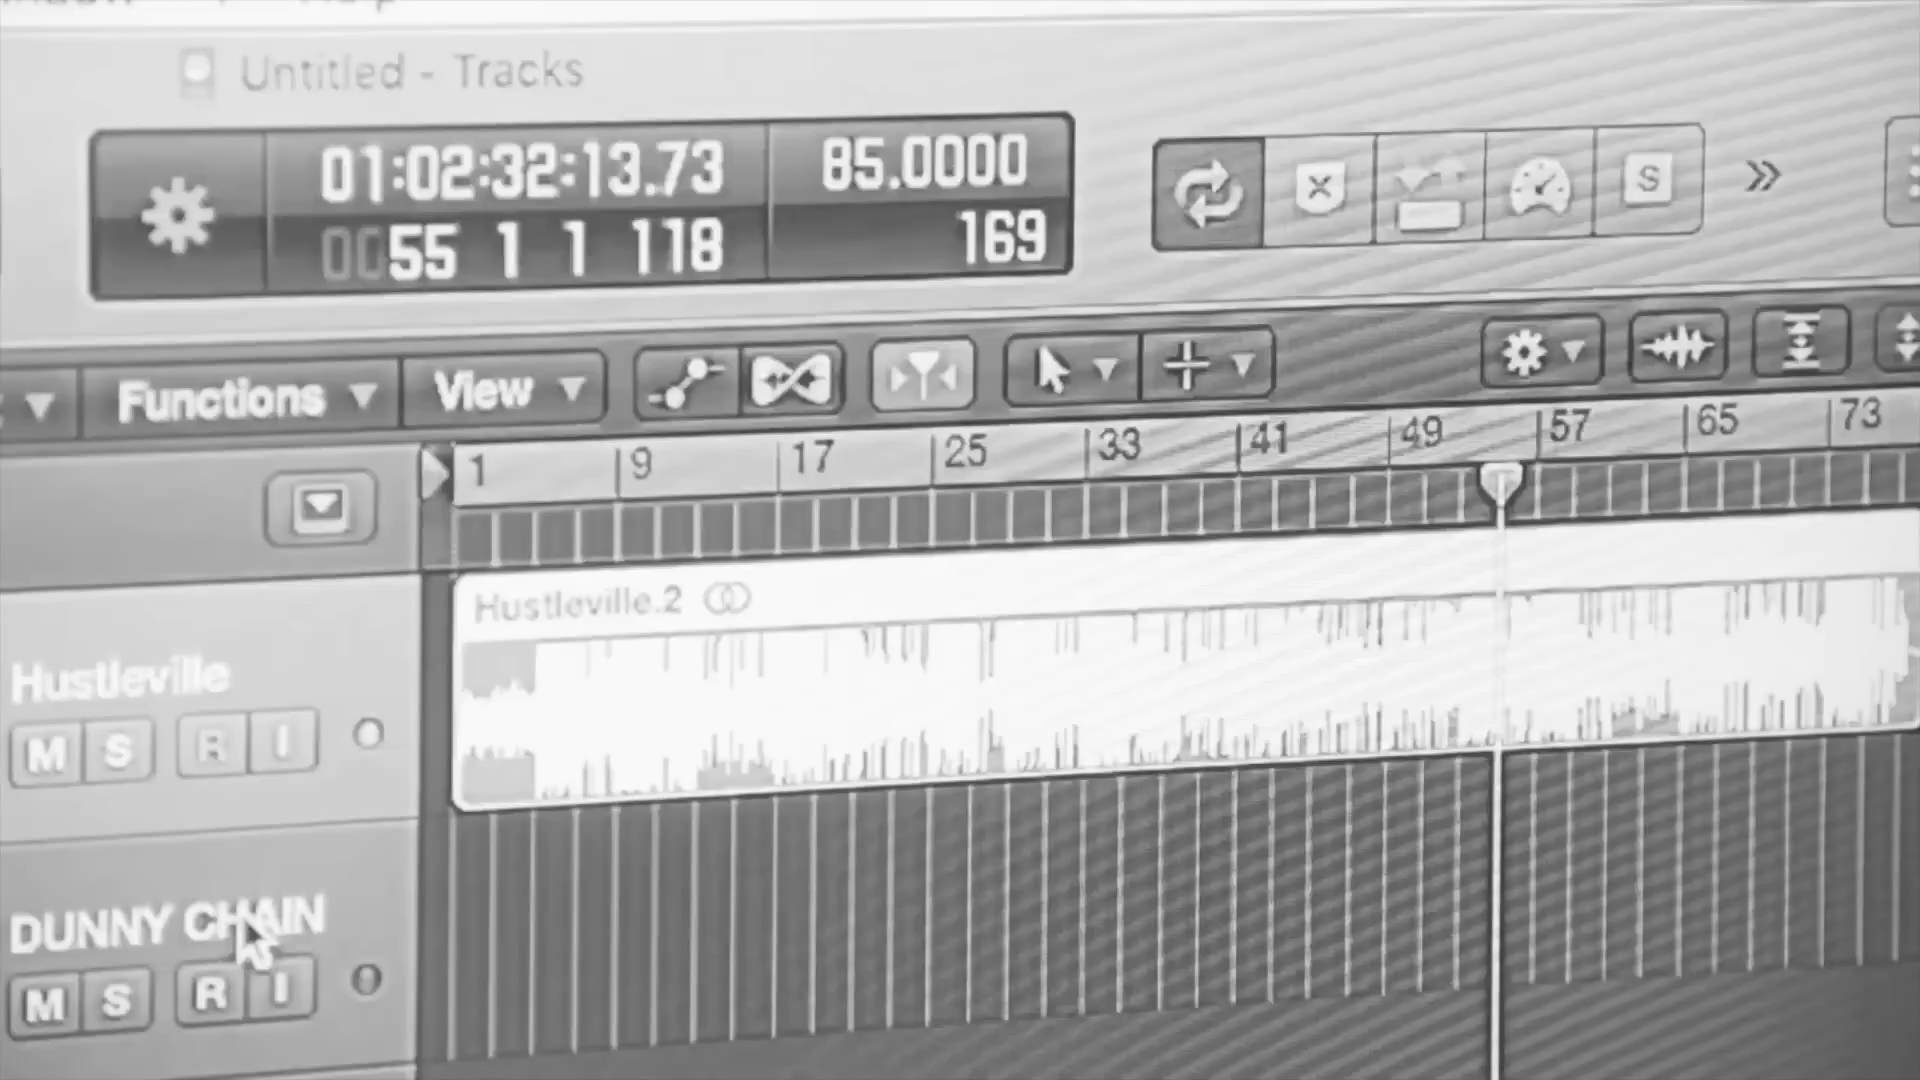 Untitled - Tracks
01:02:32:13.73 85.0000
0055 1 1 118 169
S
Functions View
1 9 17 25 33 41 49 57 65 73
Hustleville.2
Hustleville
M S R I
DUNNY CHAIN
M S R I